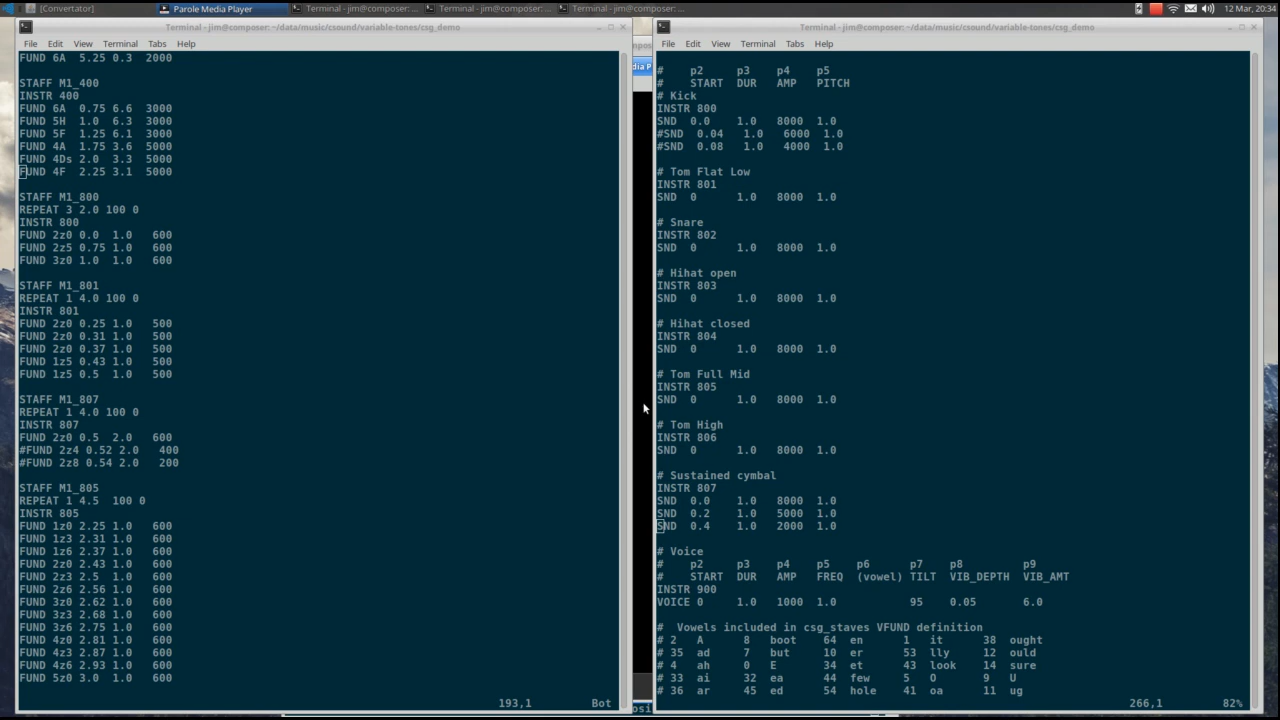 [Convertator]
Parole Media Player
Terminal - jim@composer: ...
Terminal - jim@composer: ...
Terminal - jim@composer: ...
12 Mar, 20:34
Terminal - jim@composer:~/data/music/csound/variable-tones/csg_demo
File Edit View Terminal Tabs Help
FUND 6A 5.25 0.3 2000
STAFF M1_400
INSTR 400
FUND 6A 0.75 6.6 3000
FUND 5H 1.0 6.3 3000
FUND 5F 1.25 6.1 3000
FUND 4A 1.75 3.6 5000
FUND 4Ds 2.0 3.3 5000
FUND 4F 2.25 3.1 5000
STAFF M1_800
REPEAT 3 2.0 100 0
INSTR 800
FUND 2z0 0.0 1.0 600
FUND 2z5 0.75 1.0 600
FUND 3z0 1.0 1.0 600
STAFF M1_801
REPEAT 1 4.0 100 0
INSTR 801
FUND 2z0 0.25 1.0 500
FUND 2z0 0.31 1.0 500
FUND 2z0 0.37 1.0 500
FUND 1z5 0.43 1.0 500
FUND 1z5 0.5 1.0 500
STAFF M1_807
REPEAT 1 4.0 100 0
INSTR 807
FUND 2z0 0.5 2.0 600
#FUND 2z4 0.52 2.0 400
#FUND 2z8 0.54 2.0 200
STAFF M1_805
REPEAT 1 4.5 100 0
INSTR 805
FUND 1z0 2.25 1.0 600
FUND 1z3 2.31 1.0 600
FUND 1z6 2.37 1.0 600
FUND 2z0 2.43 1.0 600
FUND 2z3 2.5 1.0 600
FUND 2z6 2.56 1.0 600
FUND 3z0 2.62 1.0 600
FUND 3z3 2.68 1.0 600
FUND 3z6 2.75 1.0 600
FUND 4z0 2.81 1.0 600
FUND 4z3 2.87 1.0 600
FUND 4z6 2.93 1.0 600
FUND 5z0 3.0 1.0 600
193,1 Bot
Terminal - jim@composer:~/data/music/csound/variable-tones/csg_demo
File Edit View Terminal Tabs Help
# p2 p3 p4 p5
# START DUR AMP PITCH
# Kick
INSTR 800
SND 0.0 1.0 8000 1.0
#SND 0.04 1.0 6000 1.0
#SND 0.08 1.0 4000 1.0
# Tom Flat Low
INSTR 801
SND 0 1.0 8000 1.0
# Snare
INSTR 802
SND 0 1.0 8000 1.0
# Hihat open
INSTR 803
SND 0 1.0 8000 1.0
# Hihat closed
INSTR 804
SND 0 1.0 8000 1.0
# Tom Full Mid
INSTR 805
SND 0 1.0 8000 1.0
# Tom High
INSTR 806
SND 0 1.0 8000 1.0
# Sustained cymbal
INSTR 807
SND 0.0 1.0 8000 1.0
SND 0.2 1.0 5000 1.0
SND 0.4 1.0 2000 1.0
# Voice
# p2 p3 p4 p5 p6 p7 p8 p9
# START DUR AMP FREQ (vowel) TILT VIB_DEPTH VIB_AMT
INSTR 900
VOICE 0 1.0 1000 1.0 95 0.05 6.0
# Vowels included in csg_staves VFUND definition
# 2 A 8 boot 64 en 1 it 38 ought
# 35 ad 7 but 10 er 53 lly 12 ould
# 4 ah 0 E 34 et 43 look 14 sure
# 33 ai 32 ea 44 few 5 O 9 U
# 36 ar 45 ed 54 hole 41 oa 11 ug
266,1 82%